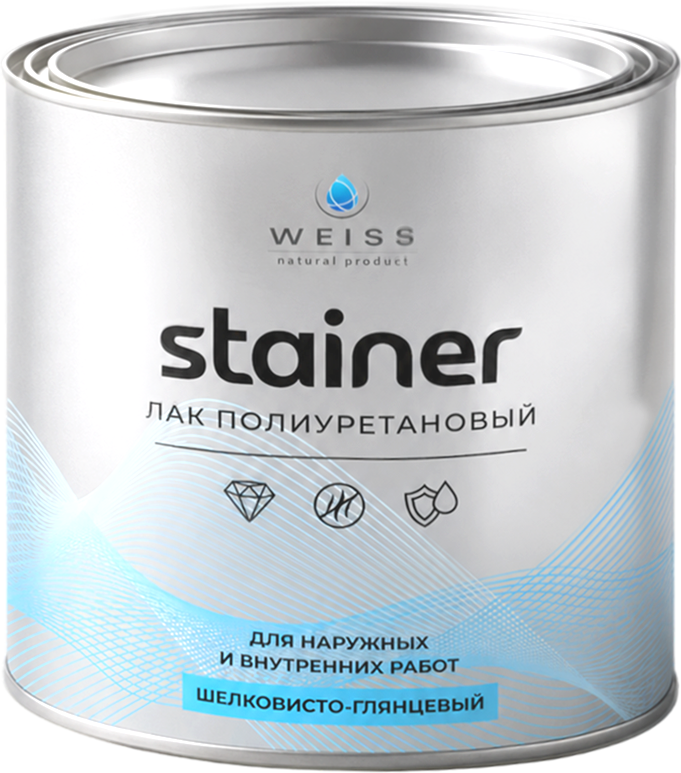 WEISS
natural product
stainer
ЛАК ПОЛИУРЕТАНОВЫЙ
ДЛЯ НАРУЖНЫХ
И ВНУТРЕННИХ РАБОТ
ШЕЛКОВИСТО-ГЛЯНЦЕВЫЙ